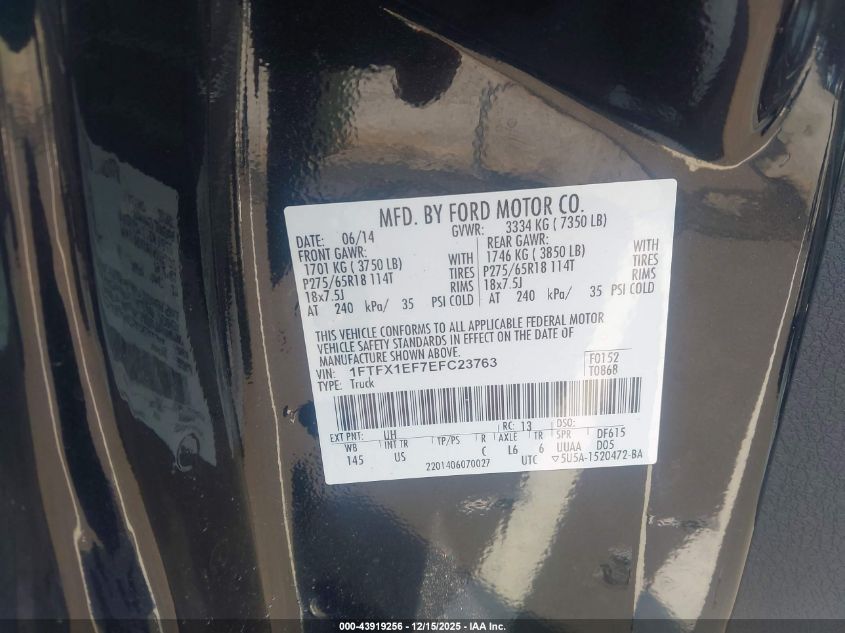 MFD. BY FORD MOTOR CO.
DATE: 06/14 GVWR: 3334 KG ( 7350 LB)
FRONT GAWR: REAR GAWR:
1701 KG ( 3750 LB) WITH 1746 KG ( 3850 LB) WITH
P275/65R18 114T TIRES P275/65R18 114T TIRES
18x7.5J RIMS 18x7.5J RIMS
AT 240 kPa/ 35 PSI COLD AT 240 kPa/ 35 PSI COLD
THIS VEHICLE CONFORMS TO ALL APPLICABLE FEDERAL MOTOR
VEHICLE SAFETY STANDARDS IN EFFECT ON THE DATE OF
MANUFACTURE SHOWN ABOVE.
VIN: 1FTFX1EF7EFC23763 F0152
TYPE: Truck T0868
EXT PNT: UH RC: 13 DSO:
WB INT TR TP/PS R AXLE TR SPR DF615
145 US C L6 6 UUAA D05
2201406070027 UTC ▽5U5A-1520472-BA
000-43919256 - 12/15/2025 - IAA Inc.